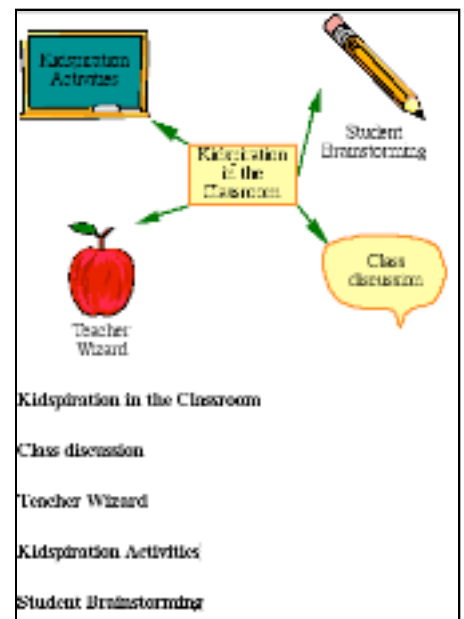 Kidspiration
Activities
Student
Brainstorming
Kidspiration
in the
Classroom
Class
discussion
Teacher
Wizard
Kidspiration in the Classroom
Class discussion
Teacher Wizard
Kidspiration Activities
Student Brainstorming